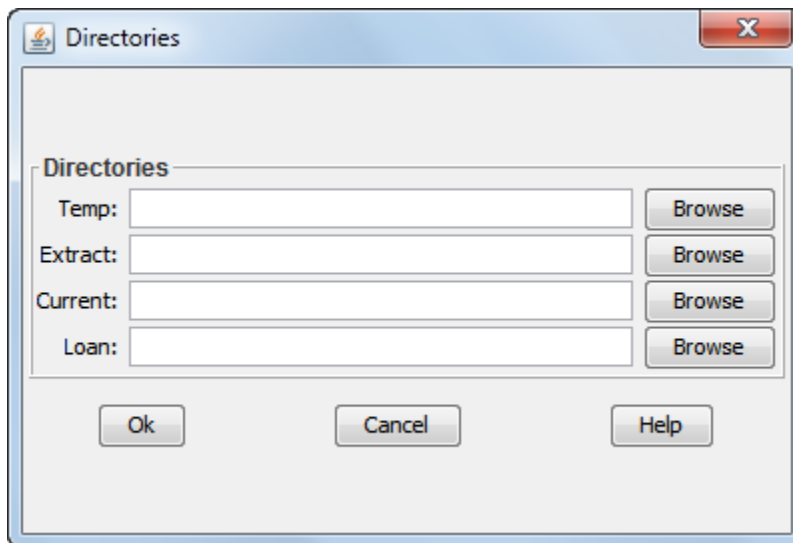 Directories
Directories
Temp: Browse
Extract: Browse
Current: Browse
Loan: Browse
Ok Cancel Help